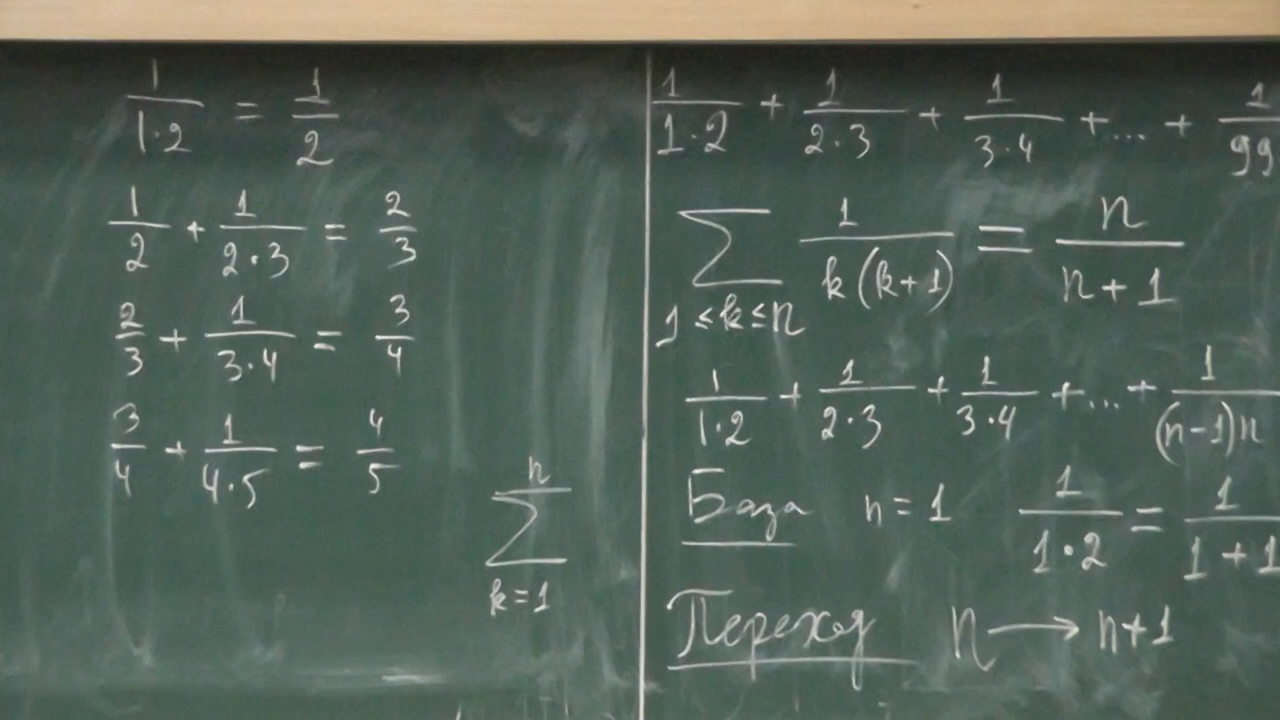 1/(1·2) = 1/2
1/2 + 1/(2·3) = 2/3
2/3 + 1/(3·4) = 3/4
3/4 + 1/(4·5) = 4/5
n
∑
k=1
1/(1·2) + 1/(2·3) + 1/(3·4) + ... + 1/99
∑ 1/(k(k+1)) = n/(n+1)
1≤k≤n
1/(1·2) + 1/(2·3) + 1/(3·4) + ... + 1/((n-1)n)
База n=1 1/(1·2) = 1/(1+1)
Переход n → n+1